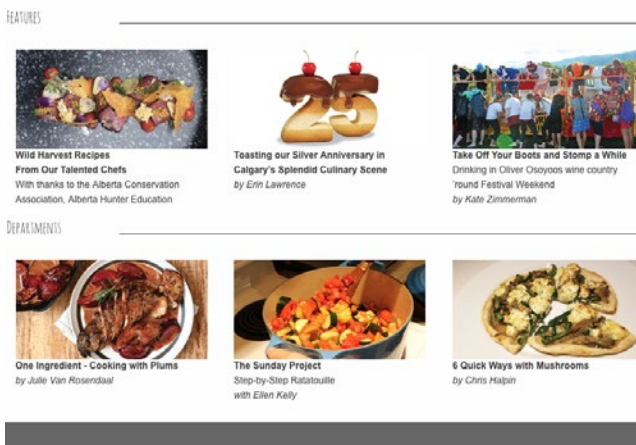 FEATURES
25
Wild Harvest Recipes
From Our Talented Chefs
With thanks to the Alberta Conservation
Association, Alberta Hunter Education
Toasting our Silver Anniversary in
Calgary's Splendid Culinary Scene
by Erin Lawrence
Take Off Your Boots and Stomp a While
Drinking in Oliver Osoyoos wine country
'round Festival Weekend
by Kate Zimmerman
DEPARTMENTS
One Ingredient - Cooking with Plums
by Julie Van Rosendaal
The Sunday Project
Step-by-Step Ratatouille
with Ellen Kelly
6 Quick Ways with Mushrooms
by Chris Halpin